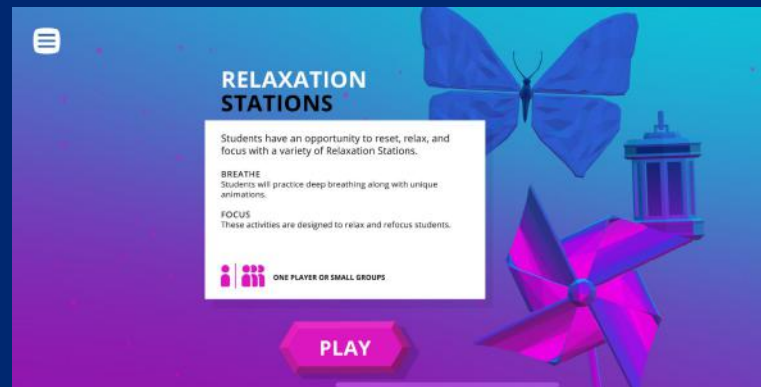 RELAXATION
STATIONS
Students have an opportunity to reset, relax, and
focus with a variety of Relaxation Stations.
BREATHE
Students will practice deep breathing along with unique
animations.
FOCUS
These activities are designed to relax and refocus students.
ONE PLAYER OR SMALL GROUPS
PLAY